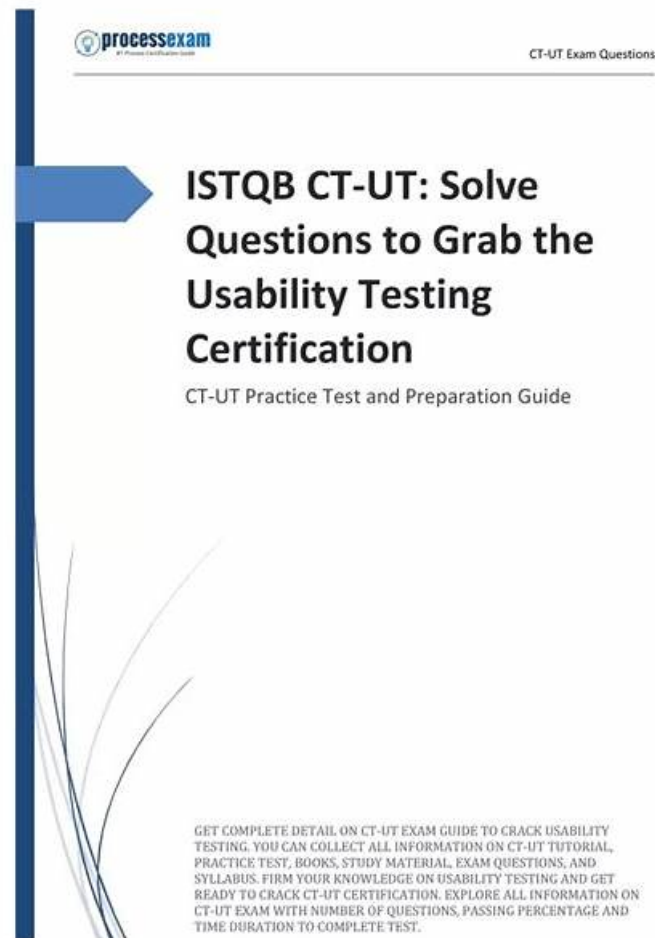 processexam
#1 Process Certification Guide
CT-UT Exam Questions
ISTQB CT-UT: Solve
Questions to Grab the
Usability Testing
Certification
CT-UT Practice Test and Preparation Guide
GET COMPLETE DETAIL ON CT-UT EXAM GUIDE TO CRACK USABILITY
TESTING. YOU CAN COLLECT ALL INFORMATION ON CT-UT TUTORIAL,
PRACTICE TEST, BOOKS, STUDY MATERIAL, EXAM QUESTIONS, AND
SYLLABUS. FIRM YOUR KNOWLEDGE ON USABILITY TESTING AND GET
READY TO CRACK CT-UT CERTIFICATION. EXPLORE ALL INFORMATION ON
CT-UT EXAM WITH NUMBER OF QUESTIONS, PASSING PERCENTAGE AND
TIME DURATION TO COMPLETE TEST.